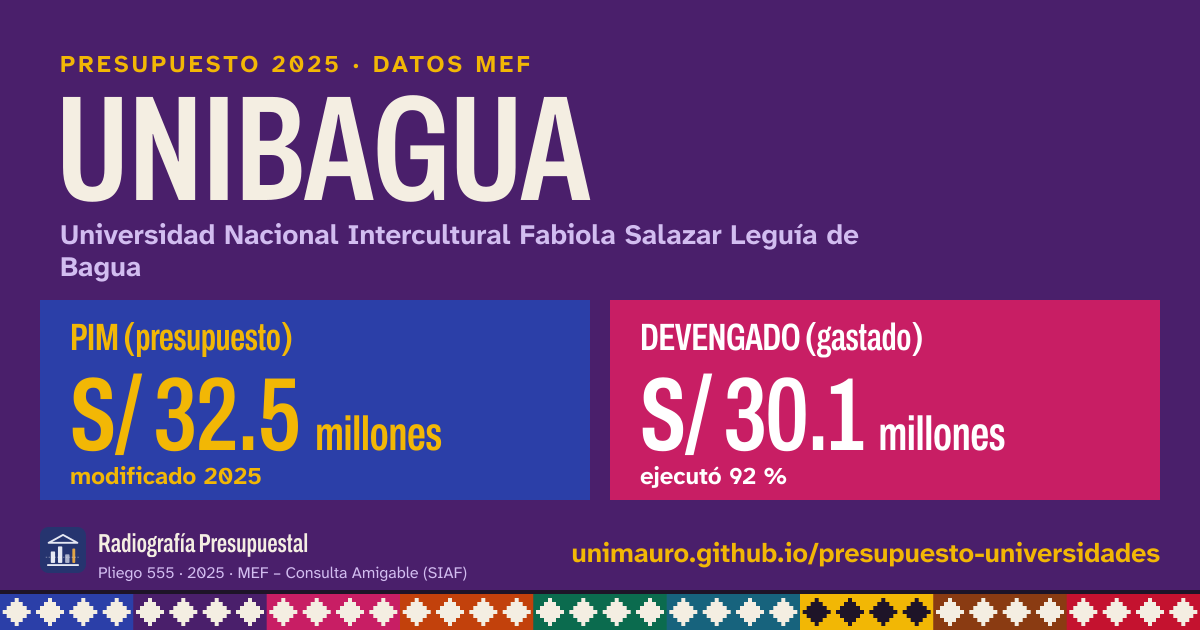 PRESUPUESTO 2025 · DATOS MEF
UNIBAGUA
Universidad Nacional Intercultural Fabiola Salazar Leguía de
Bagua
PIM (presupuesto)
S/ 32.5 millones
modificado 2025
DEVENGADO (gastado)
S/ 30.1 millones
ejecutó 92 %
Radiografía Presupuestal
Pliego 555 · 2025 · MEF – Consulta Amigable (SIAF)
unimauro.github.io/presupuesto-universidades